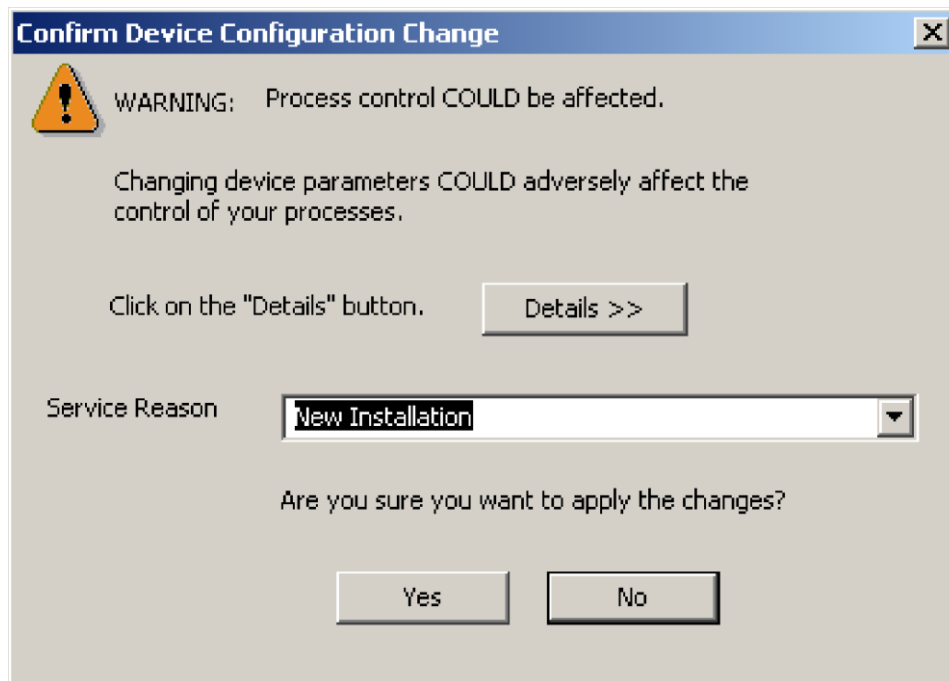 Confirm Device Configuration Change
WARNING: Process control COULD be affected.
Changing device parameters COULD adversely affect the
control of your processes.
Click on the "Details" button. Details >>
Service Reason New Installation
Are you sure you want to apply the changes?
Yes No